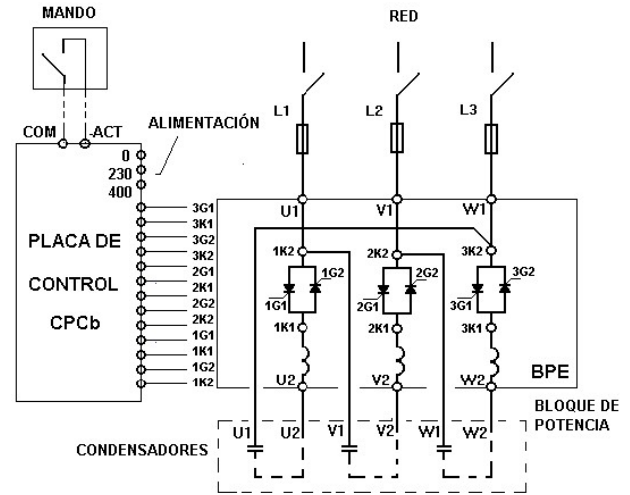 MANDO
RED
L1
L2
L3
COM
-ACT
ALIMENTACIÓN
0
230
400
PLACA DE
CONTROL
CPCb
3G1
3K1
3G2
3K2
2G1
2K1
2G2
2K2
1G1
1K1
1G2
1K2
U1
V1
W1
1K2
2K2
3K2
1G2
2G2
3G2
1G1
2G1
3G1
1K1
2K1
3K1
U2
V2
W2
BPE
BLOQUE DE
POTENCIA
CONDENSADORES
U1
U2
V1
V2
W1
W2